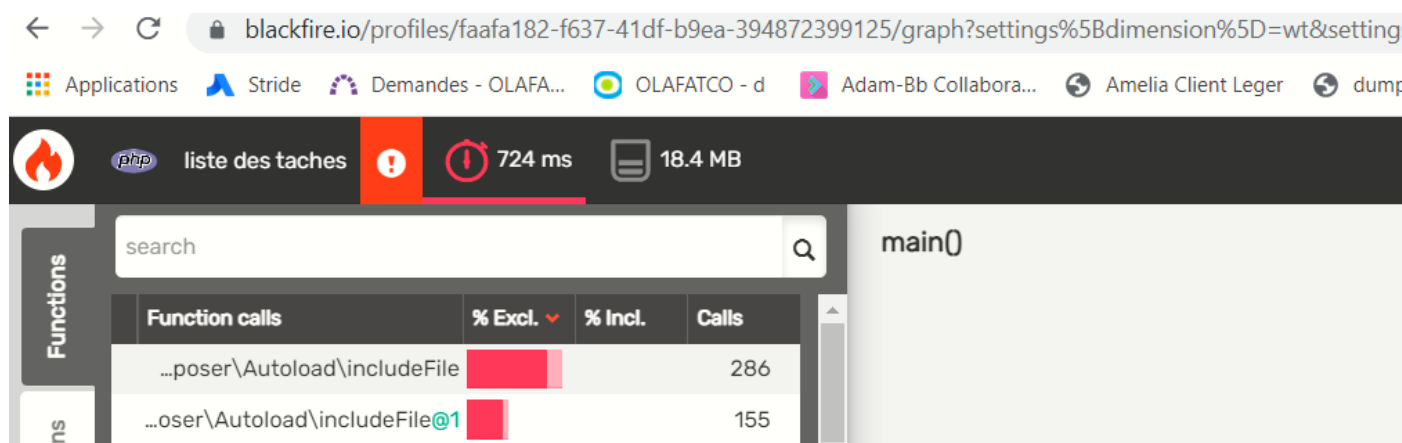 blackfire.io/profiles/faafa182-f637-41df-b9ea-394872399125/graph?settings%5Bdimension%5D=wt&setting
Applications Stride Demandes - OLAFA... OLAFATCO - d Adam-Bb Collabora... Amelia Client Leger dump
php liste des taches 724 ms 18.4 MB
search
main()
Functions
Function calls % Excl. % Incl. Calls
...poser\Autoload\includeFile 286
...oser\Autoload\includeFile@1 155
ns